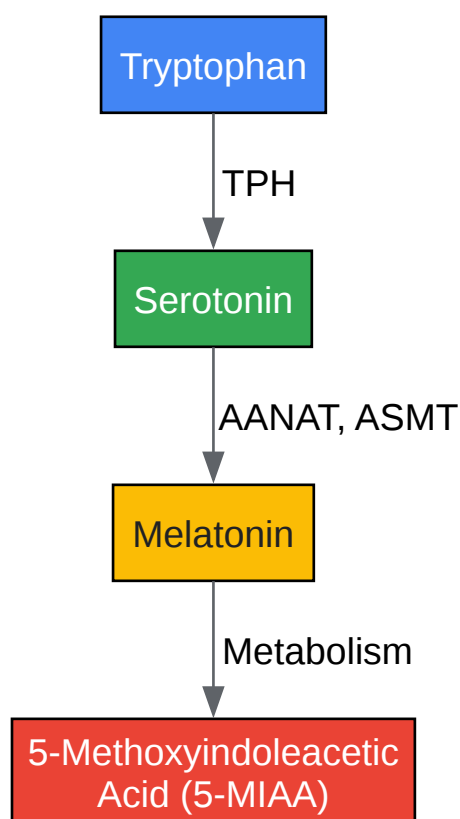 Tryptophan
TPH
Serotonin
AANAT, ASMT
Melatonin
Metabolism
5-Methoxyindoleacetic
Acid (5-MIAA)